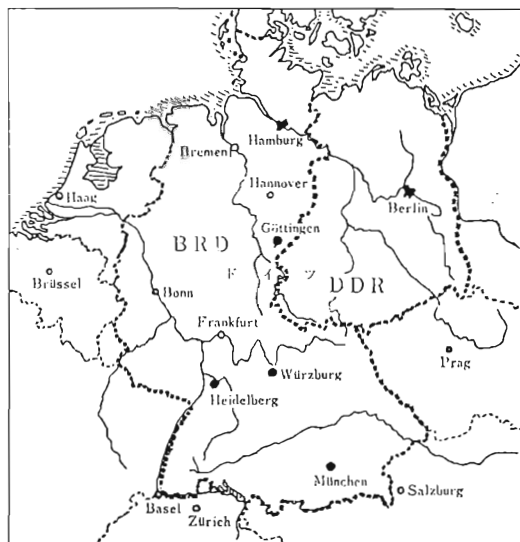 Hamburg
Bremen
Hannover
Haag
Berlin
Göttingen
BRD
ドイツ
DDR
Brüssel
Bonn
Frankfurt
Prag
Würzburg
Heidelberg
München
Salzburg
Basel
Zürich